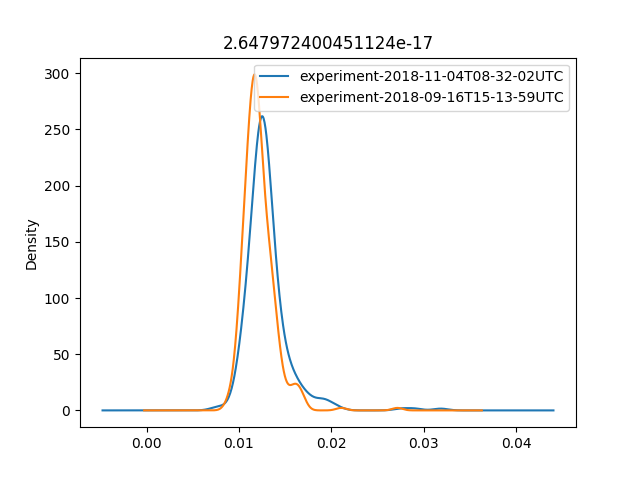 2.647972400451124e-17
experiment-2018-11-04T08-32-02UTC
experiment-2018-09-16T15-13-59UTC
300
250
200
150
100
50
0
Density
0.00 0.01 0.02 0.03 0.04